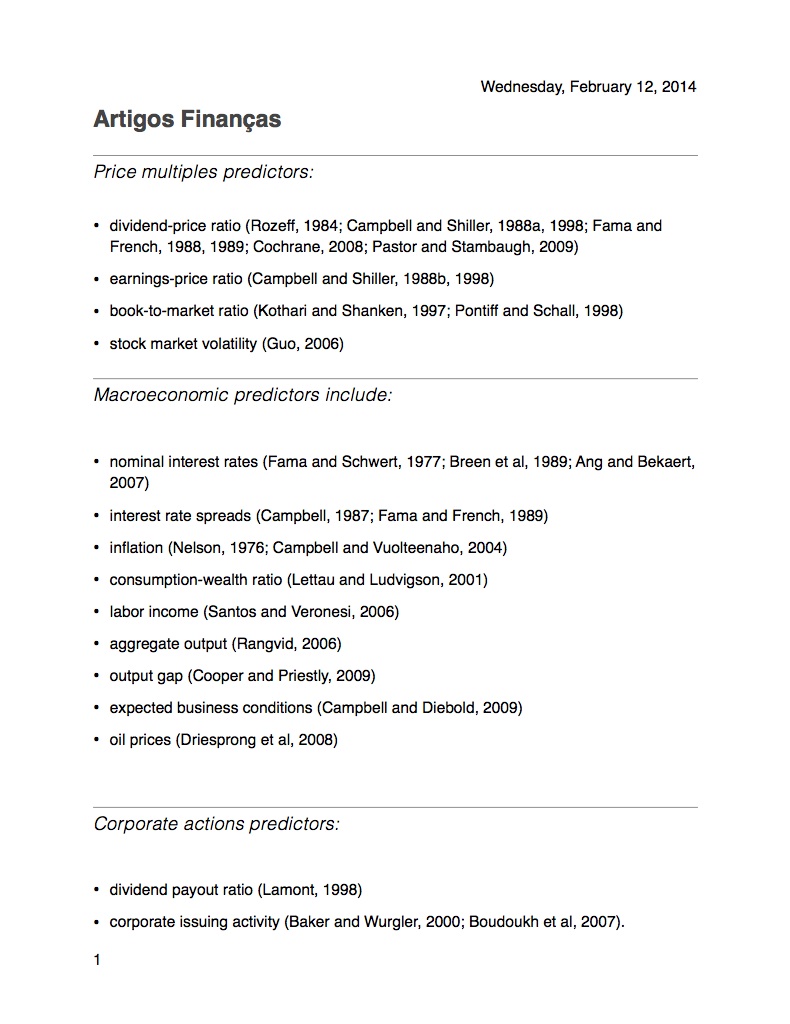 Wednesday, February 12, 2014
Artigos Finanças
Price multiples predictors:
• dividend-price ratio (Rozeff, 1984; Campbell and Shiller, 1988a, 1998; Fama and
French, 1988, 1989; Cochrane, 2008; Pastor and Stambaugh, 2009)
• earnings-price ratio (Campbell and Shiller, 1988b, 1998)
• book-to-market ratio (Kothari and Shanken, 1997; Pontiff and Schall, 1998)
• stock market volatility (Guo, 2006)
Macroeconomic predictors include:
• nominal interest rates (Fama and Schwert, 1977; Breen et al, 1989; Ang and Bekaert,
2007)
• interest rate spreads (Campbell, 1987; Fama and French, 1989)
• inflation (Nelson, 1976; Campbell and Vuolteenaho, 2004)
• consumption-wealth ratio (Lettau and Ludvigson, 2001)
• labor income (Santos and Veronesi, 2006)
• aggregate output (Rangvid, 2006)
• output gap (Cooper and Priestly, 2009)
• expected business conditions (Campbell and Diebold, 2009)
• oil prices (Driesprong et al, 2008)
Corporate actions predictors:
• dividend payout ratio (Lamont, 1998)
• corporate issuing activity (Baker and Wurgler, 2000; Boudoukh et al, 2007).
1